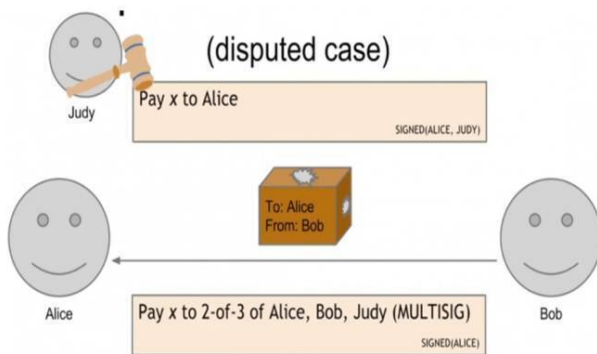 (disputed case)
Judy
Pay x to Alice
SIGNED(ALICE, JUDY)
To: Alice
From: Bob
Alice
Bob
Pay x to 2-of-3 of Alice, Bob, Judy (MULTISIG)
SIGNED(ALICE)